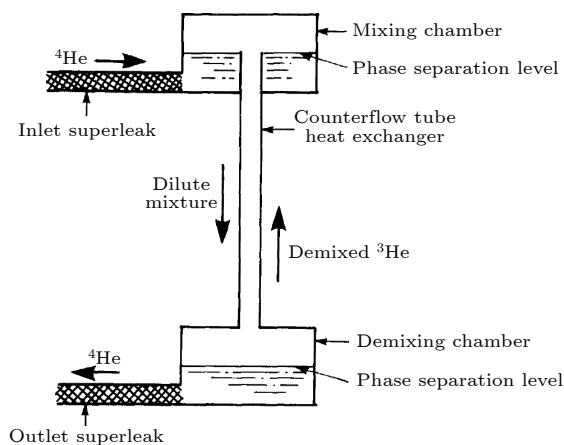 Mixing chamber
⁴He
Phase separation level
Inlet superleak
Counterflow tube
heat exchanger
Dilute
mixture
Demixed ³He
Demixing chamber
⁴He
Phase separation level
Outlet superleak